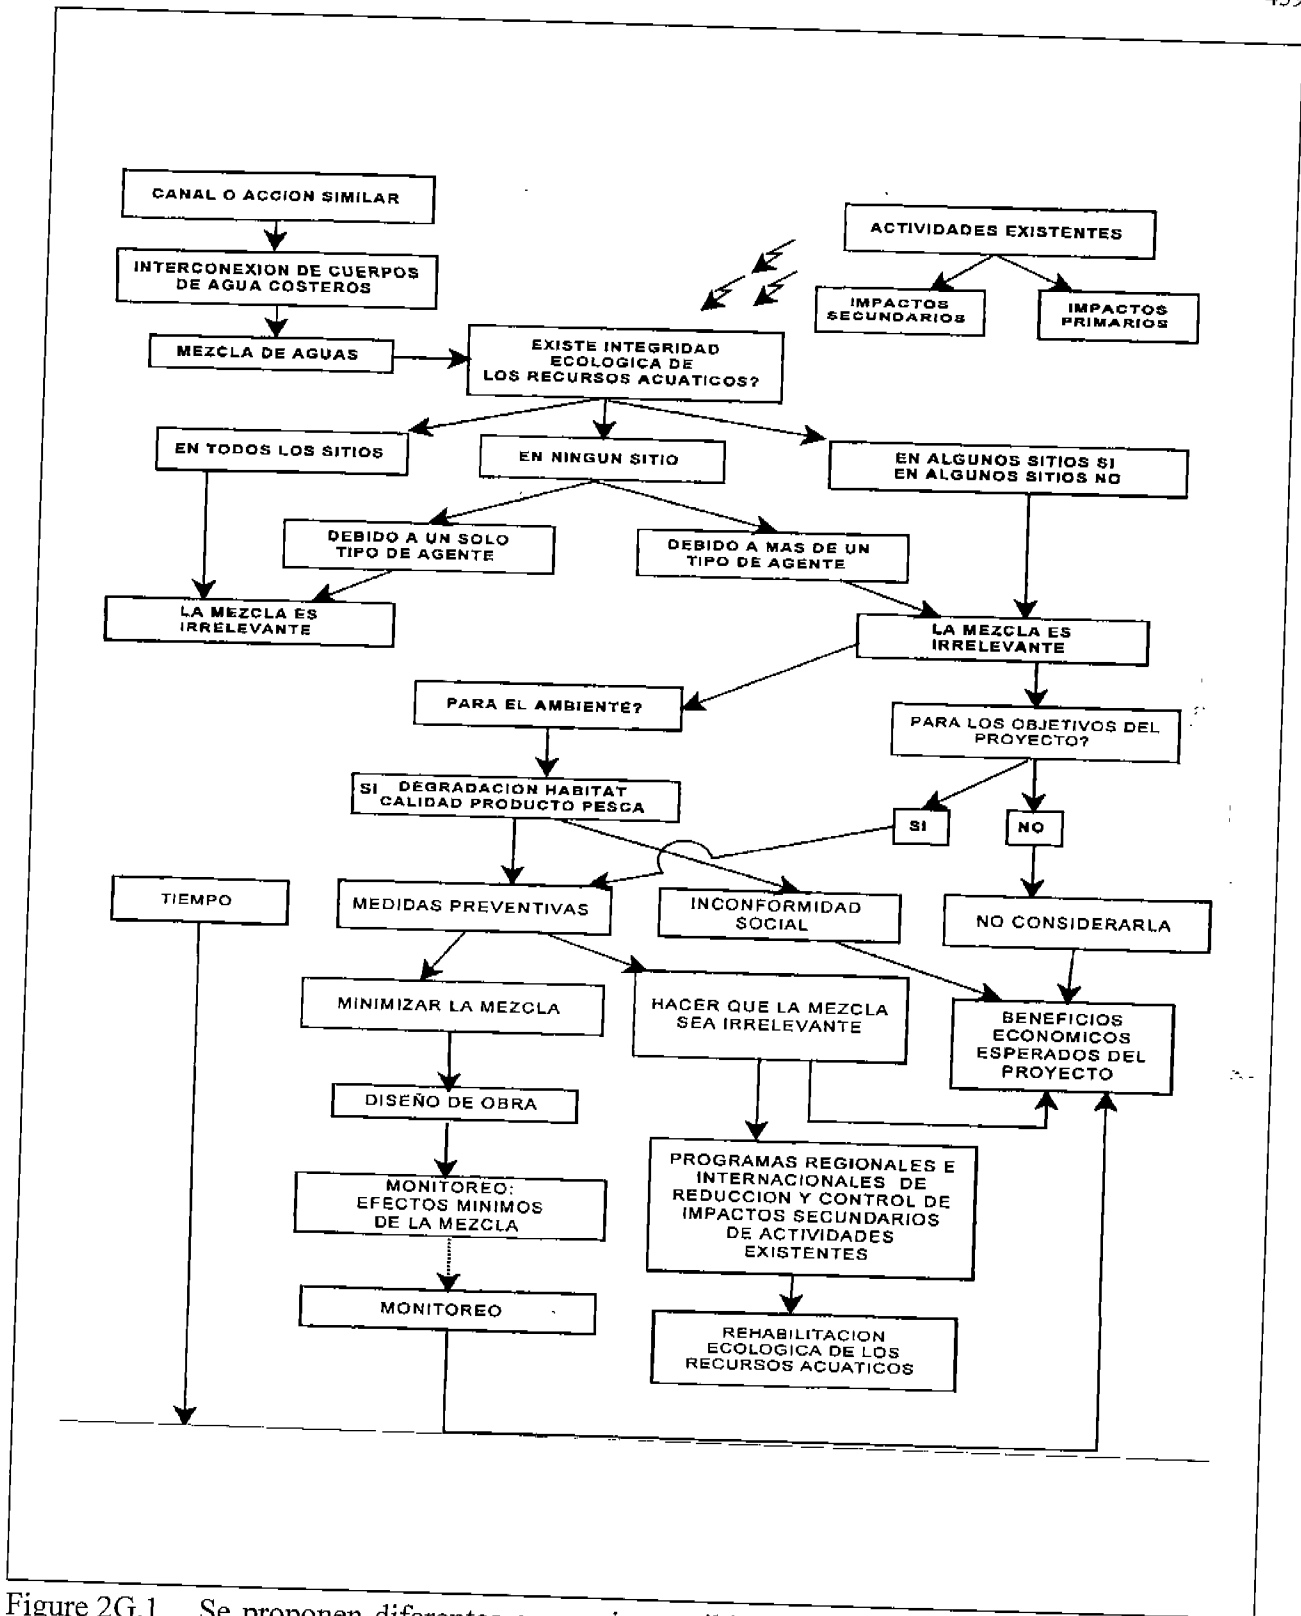 CANAL O ACCION SIMILAR
INTERCONEXION DE CUERPOS
DE AGUA COSTEROS
MEZCLA DE AGUAS
ACTIVIDADES EXISTENTES
IMPACTOS
SECUNDARIOS
IMPACTOS
PRIMARIOS
EXISTE INTEGRIDAD
ECOLOGICA DE
LOS RECURSOS ACUATICOS?
EN TODOS LOS SITIOS
EN NINGUN SITIO
EN ALGUNOS SITIOS SI
EN ALGUNOS SITIOS NO
DEBIDO A UN SOLO
TIPO DE AGENTE
DEBIDO A MAS DE UN
TIPO DE AGENTE
LA MEZCLA ES
IRRELEVANTE
LA MEZCLA ES
IRRELEVANTE
PARA EL AMBIENTE?
PARA LOS OBJETIVOS DEL
PROYECTO?
SI DEGRADACION HABITAT
CALIDAD PRODUCTO PESCA
SI
NO
TIEMPO
MEDIDAS PREVENTIVAS
INCONFORMIDAD
SOCIAL
NO CONSIDERARLA
MINIMIZAR LA MEZCLA
HACER QUE LA MEZCLA
SEA IRRELEVANTE
BENEFICIOS
ECONOMICOS
ESPERADOS DEL
PROYECTO
DISEÑO DE OBRA
MONITOREO:
EFECTOS MINIMOS
DE LA MEZCLA
PROGRAMAS REGIONALES E
INTERNACIONALES DE
REDUCCION Y CONTROL DE
IMPACTOS SECUNDARIOS
DE ACTIVIDADES
EXISTENTES
MONITOREO
REHABILITACION
ECOLOGICA DE LOS
RECURSOS ACUATICOS
Figure 2G.1 Se proponen diferentes